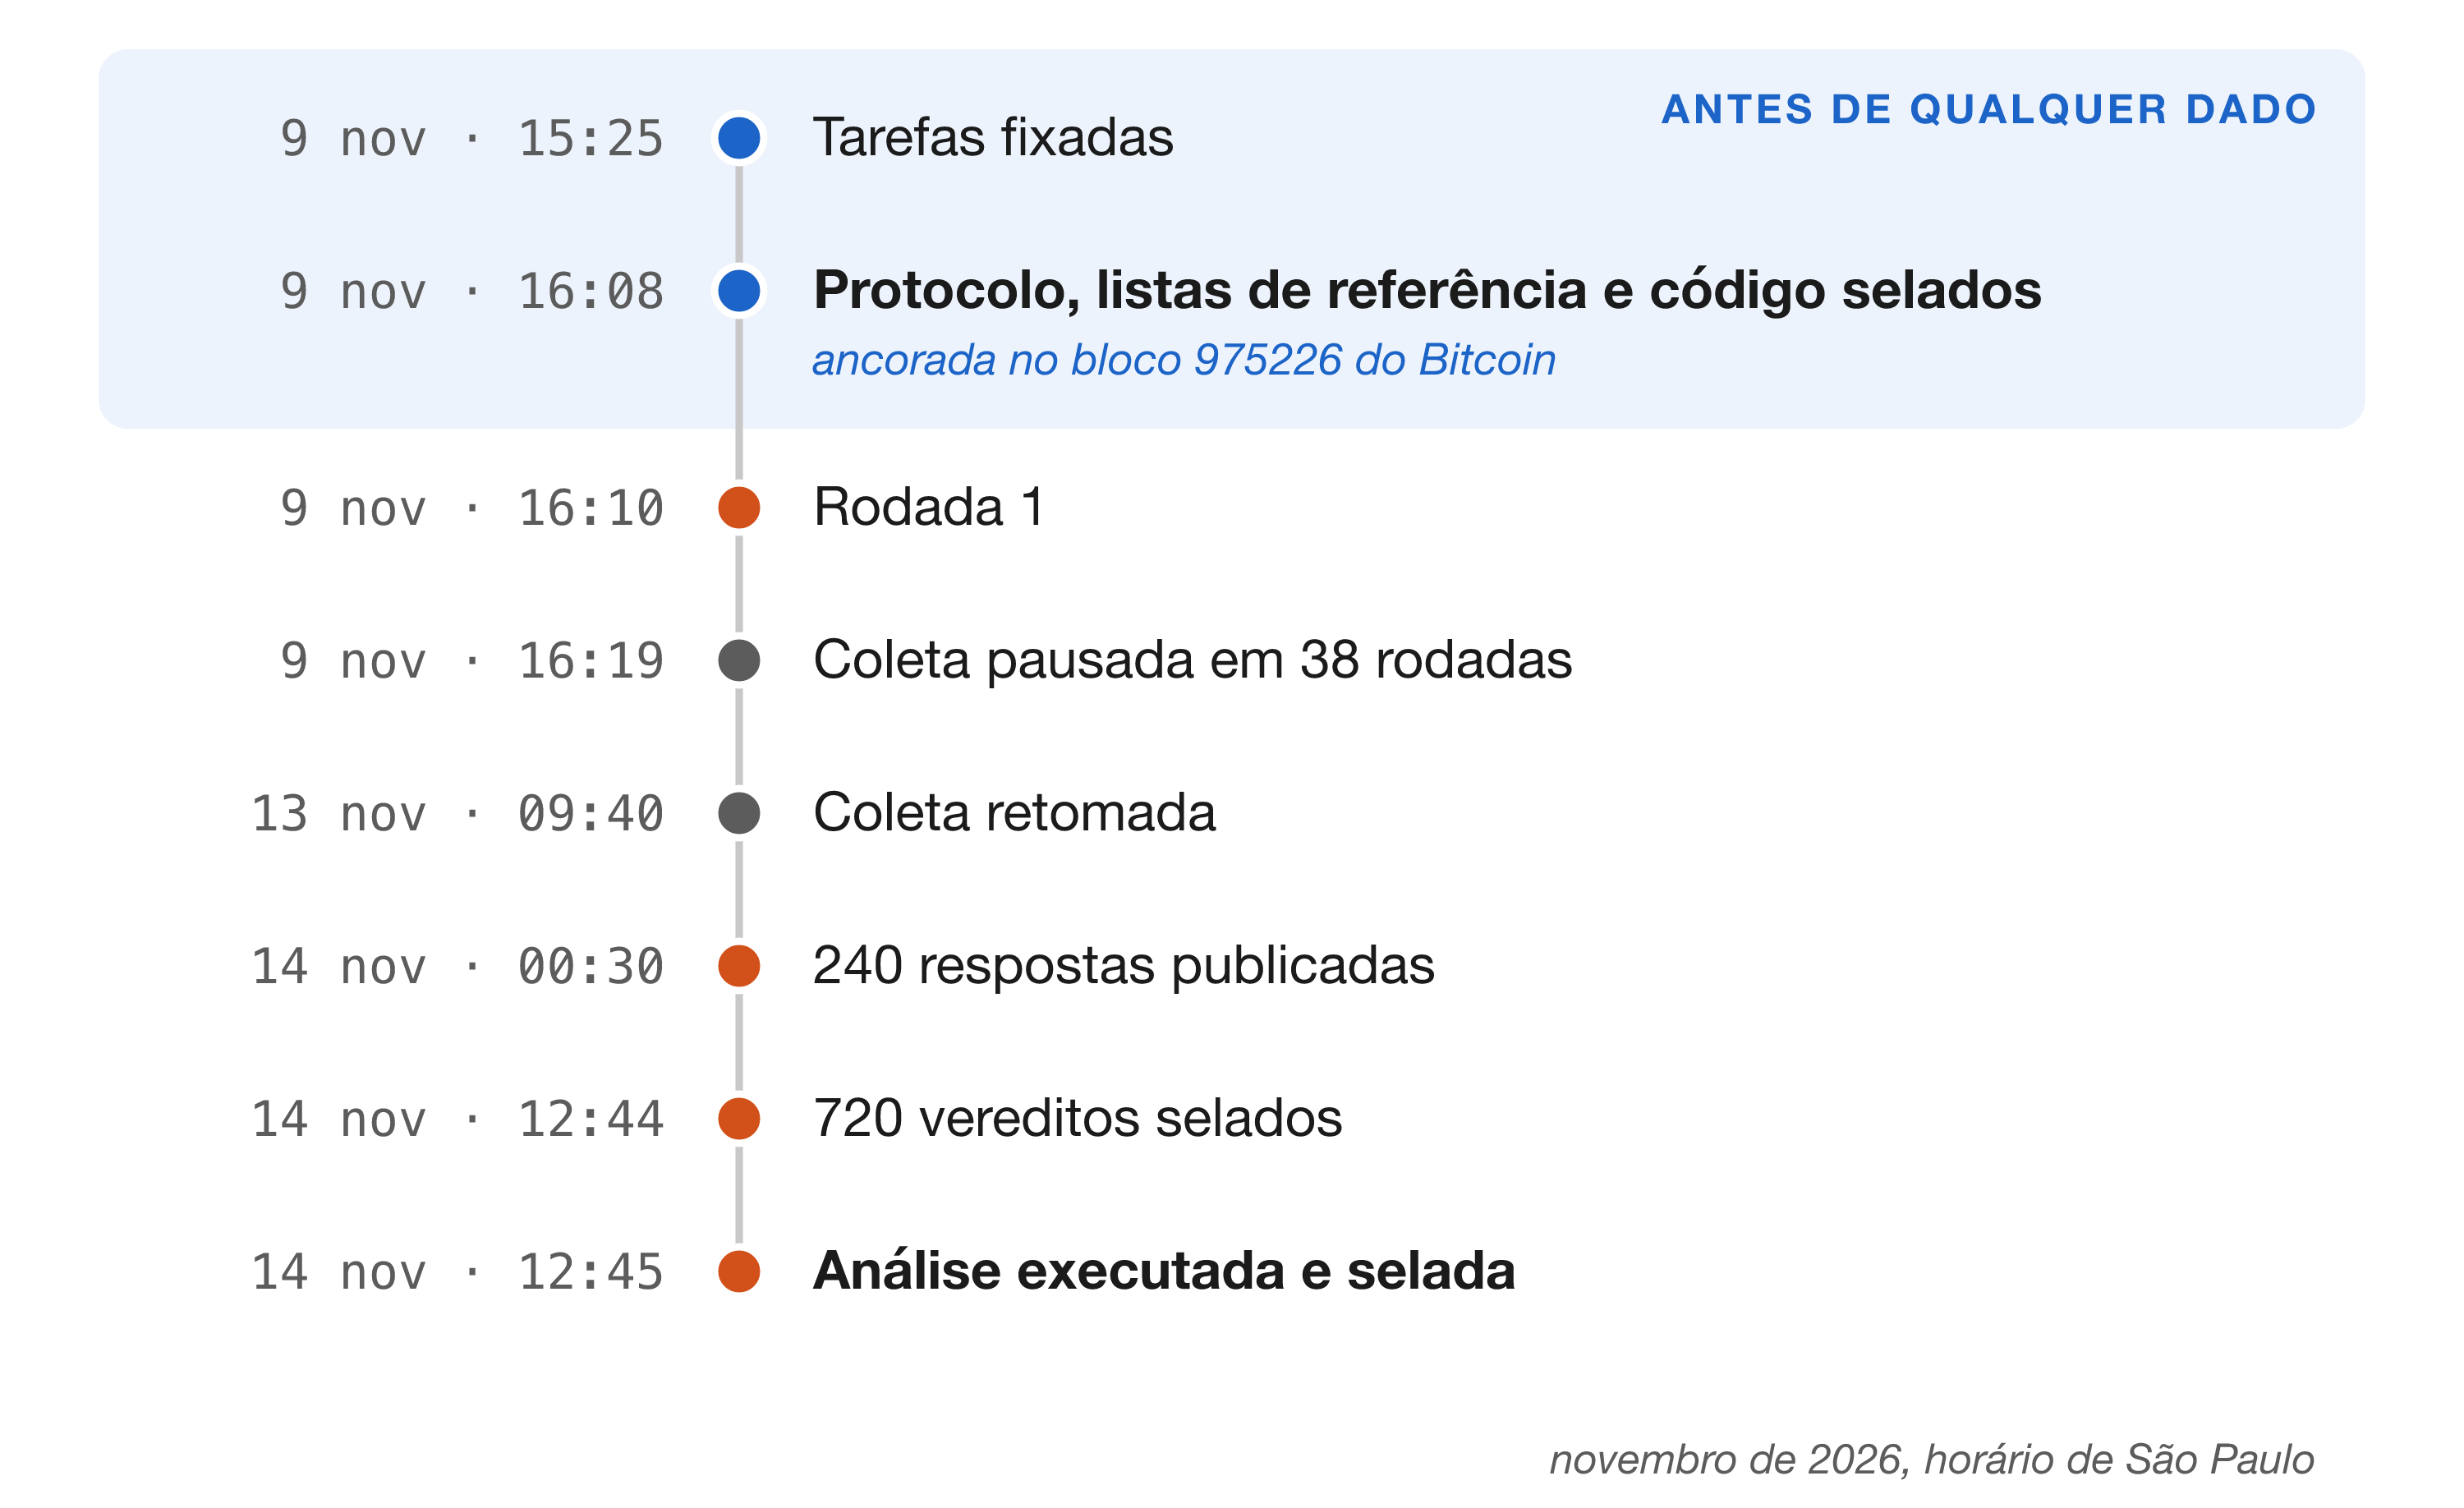 ANTES DE QUALQUER DADO
9 nov · 15:25 Tarefas fixadas
9 nov · 16:08 Protocolo, listas de referência e código selados
ancorada no bloco 975226 do Bitcoin
9 nov · 16:10 Rodada 1
9 nov · 16:19 Coleta pausada em 38 rodadas
13 nov · 09:40 Coleta retomada
14 nov · 00:30 240 respostas publicadas
14 nov · 12:44 720 vereditos selados
14 nov · 12:45 Análise executada e selada
novembro de 2026, horário de São Paulo